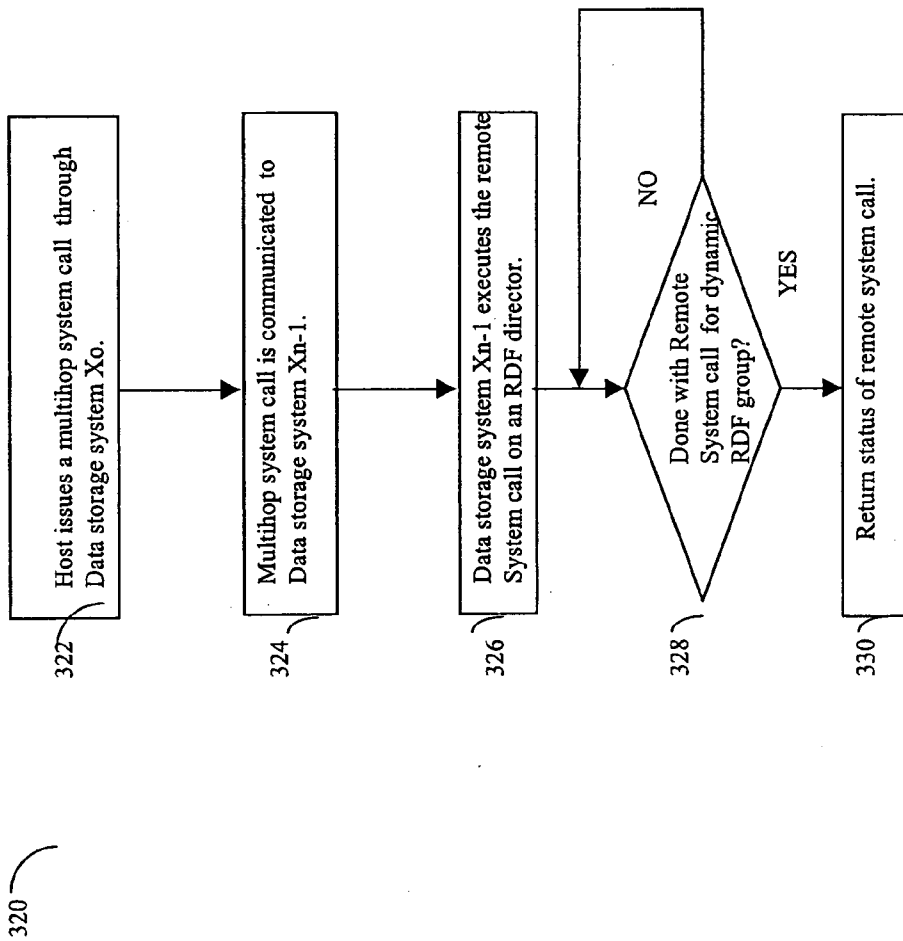 320
322
Host issues a multihop system call through
Data storage system Xo.
324
Multihop system call is communicated to
Data storage system Xn-1.
326
Data storage system Xn-1 executes the remote
System call on an RDF director.
328
Done with Remote
System call for dynamic
RDF group?
NO
YES
330
Return status of remote system call.